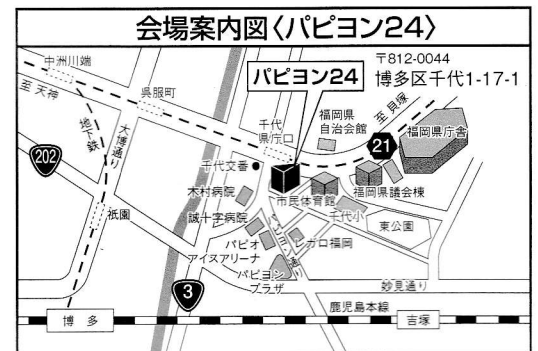 会場案内図〈パピヨン24〉
〒812-0044
博多区千代1-17-1
パピヨン24
中洲川端
至 天神
呉服町
地下鉄
大博通り
202
祇園
千代
県庁口
福岡県
自治会館
至 貝塚
21
福岡県庁舎
千代交番
木村病院
市民体育館
福岡県議会棟
千代小
東公園
誠十字病院
パピヨン通り
レガロ福岡
パピオ
アイスアリーナ
パピヨン
プラザ
3
妙見通り
鹿児島本線
博多
吉塚